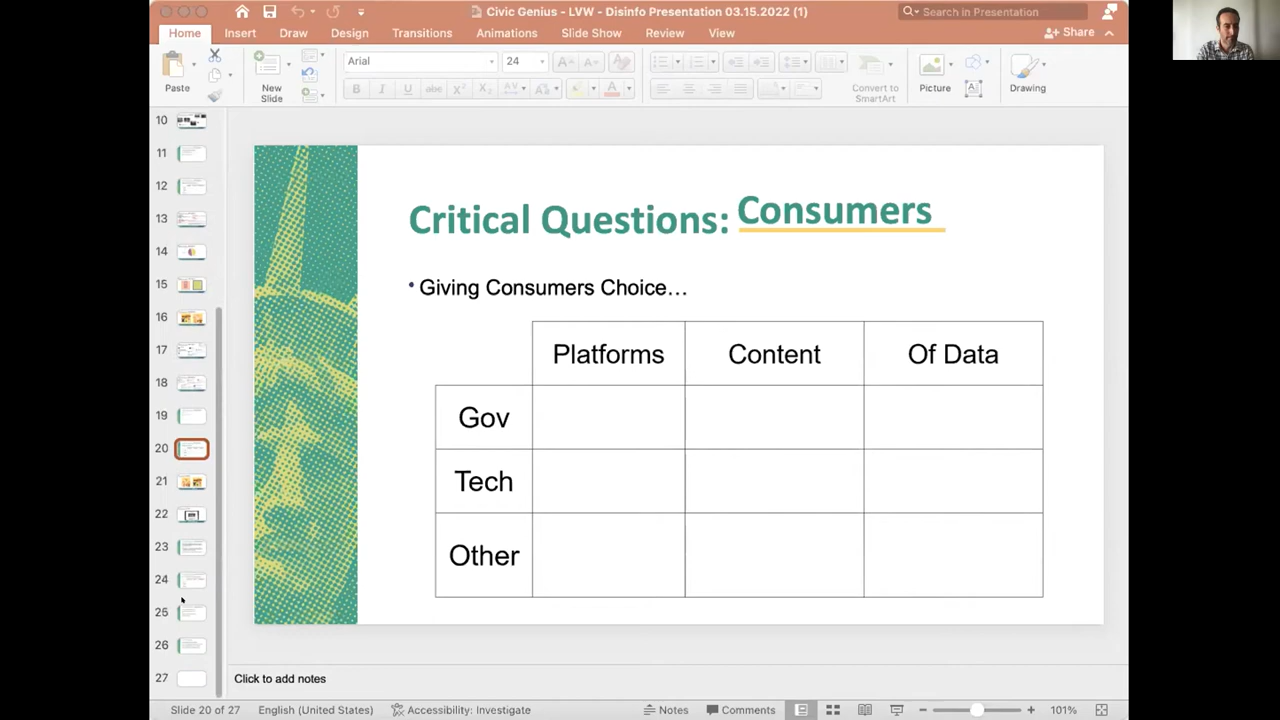 Civic Genius - LVW - Disinfo Presentation 03.15.2022 (1)
Search in Presentation
Home Insert Draw Design Transitions Animations Slide Show Review View
Share
Paste
New
Slide
Arial
24
Convert to
SmartArt
Picture
Drawing
10
11
12
13
14
15
16
17
18
19
20
21
22
23
24
25
26
27
Critical Questions: Consumers
• Giving Consumers Choice…
Platforms Content Of Data
Gov
Tech
Other
Click to add notes
Slide 20 of 27 English (United States) Accessibility: Investigate Notes Comments 101%